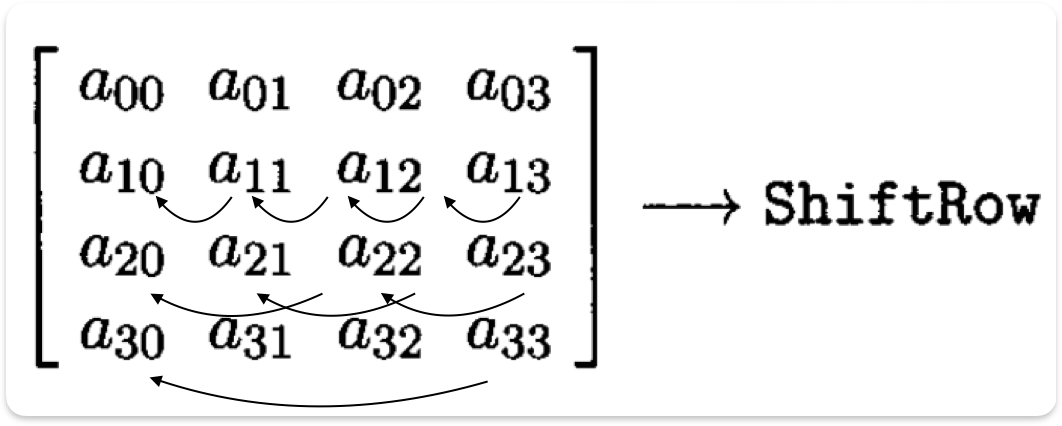 a₀₀ a₀₁ a₀₂ a₀₃
a₁₀ a₁₁ a₁₂ a₁₃
⟶ ShiftRow
a₂₀ a₂₁ a₂₂ a₂₃
a₃₀ a₃₁ a₃₂ a₃₃